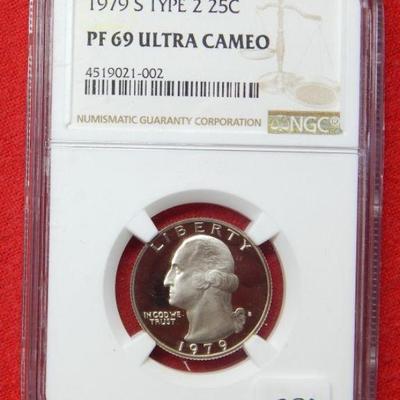 1979 S TYPE 2 25C
PF 69 ULTRA CAMEO
4519021-002
NUMISMATIC GUARANTY CORPORATION
NGC®
LIBERTY
IN GOD WE
TRUST
S
1979